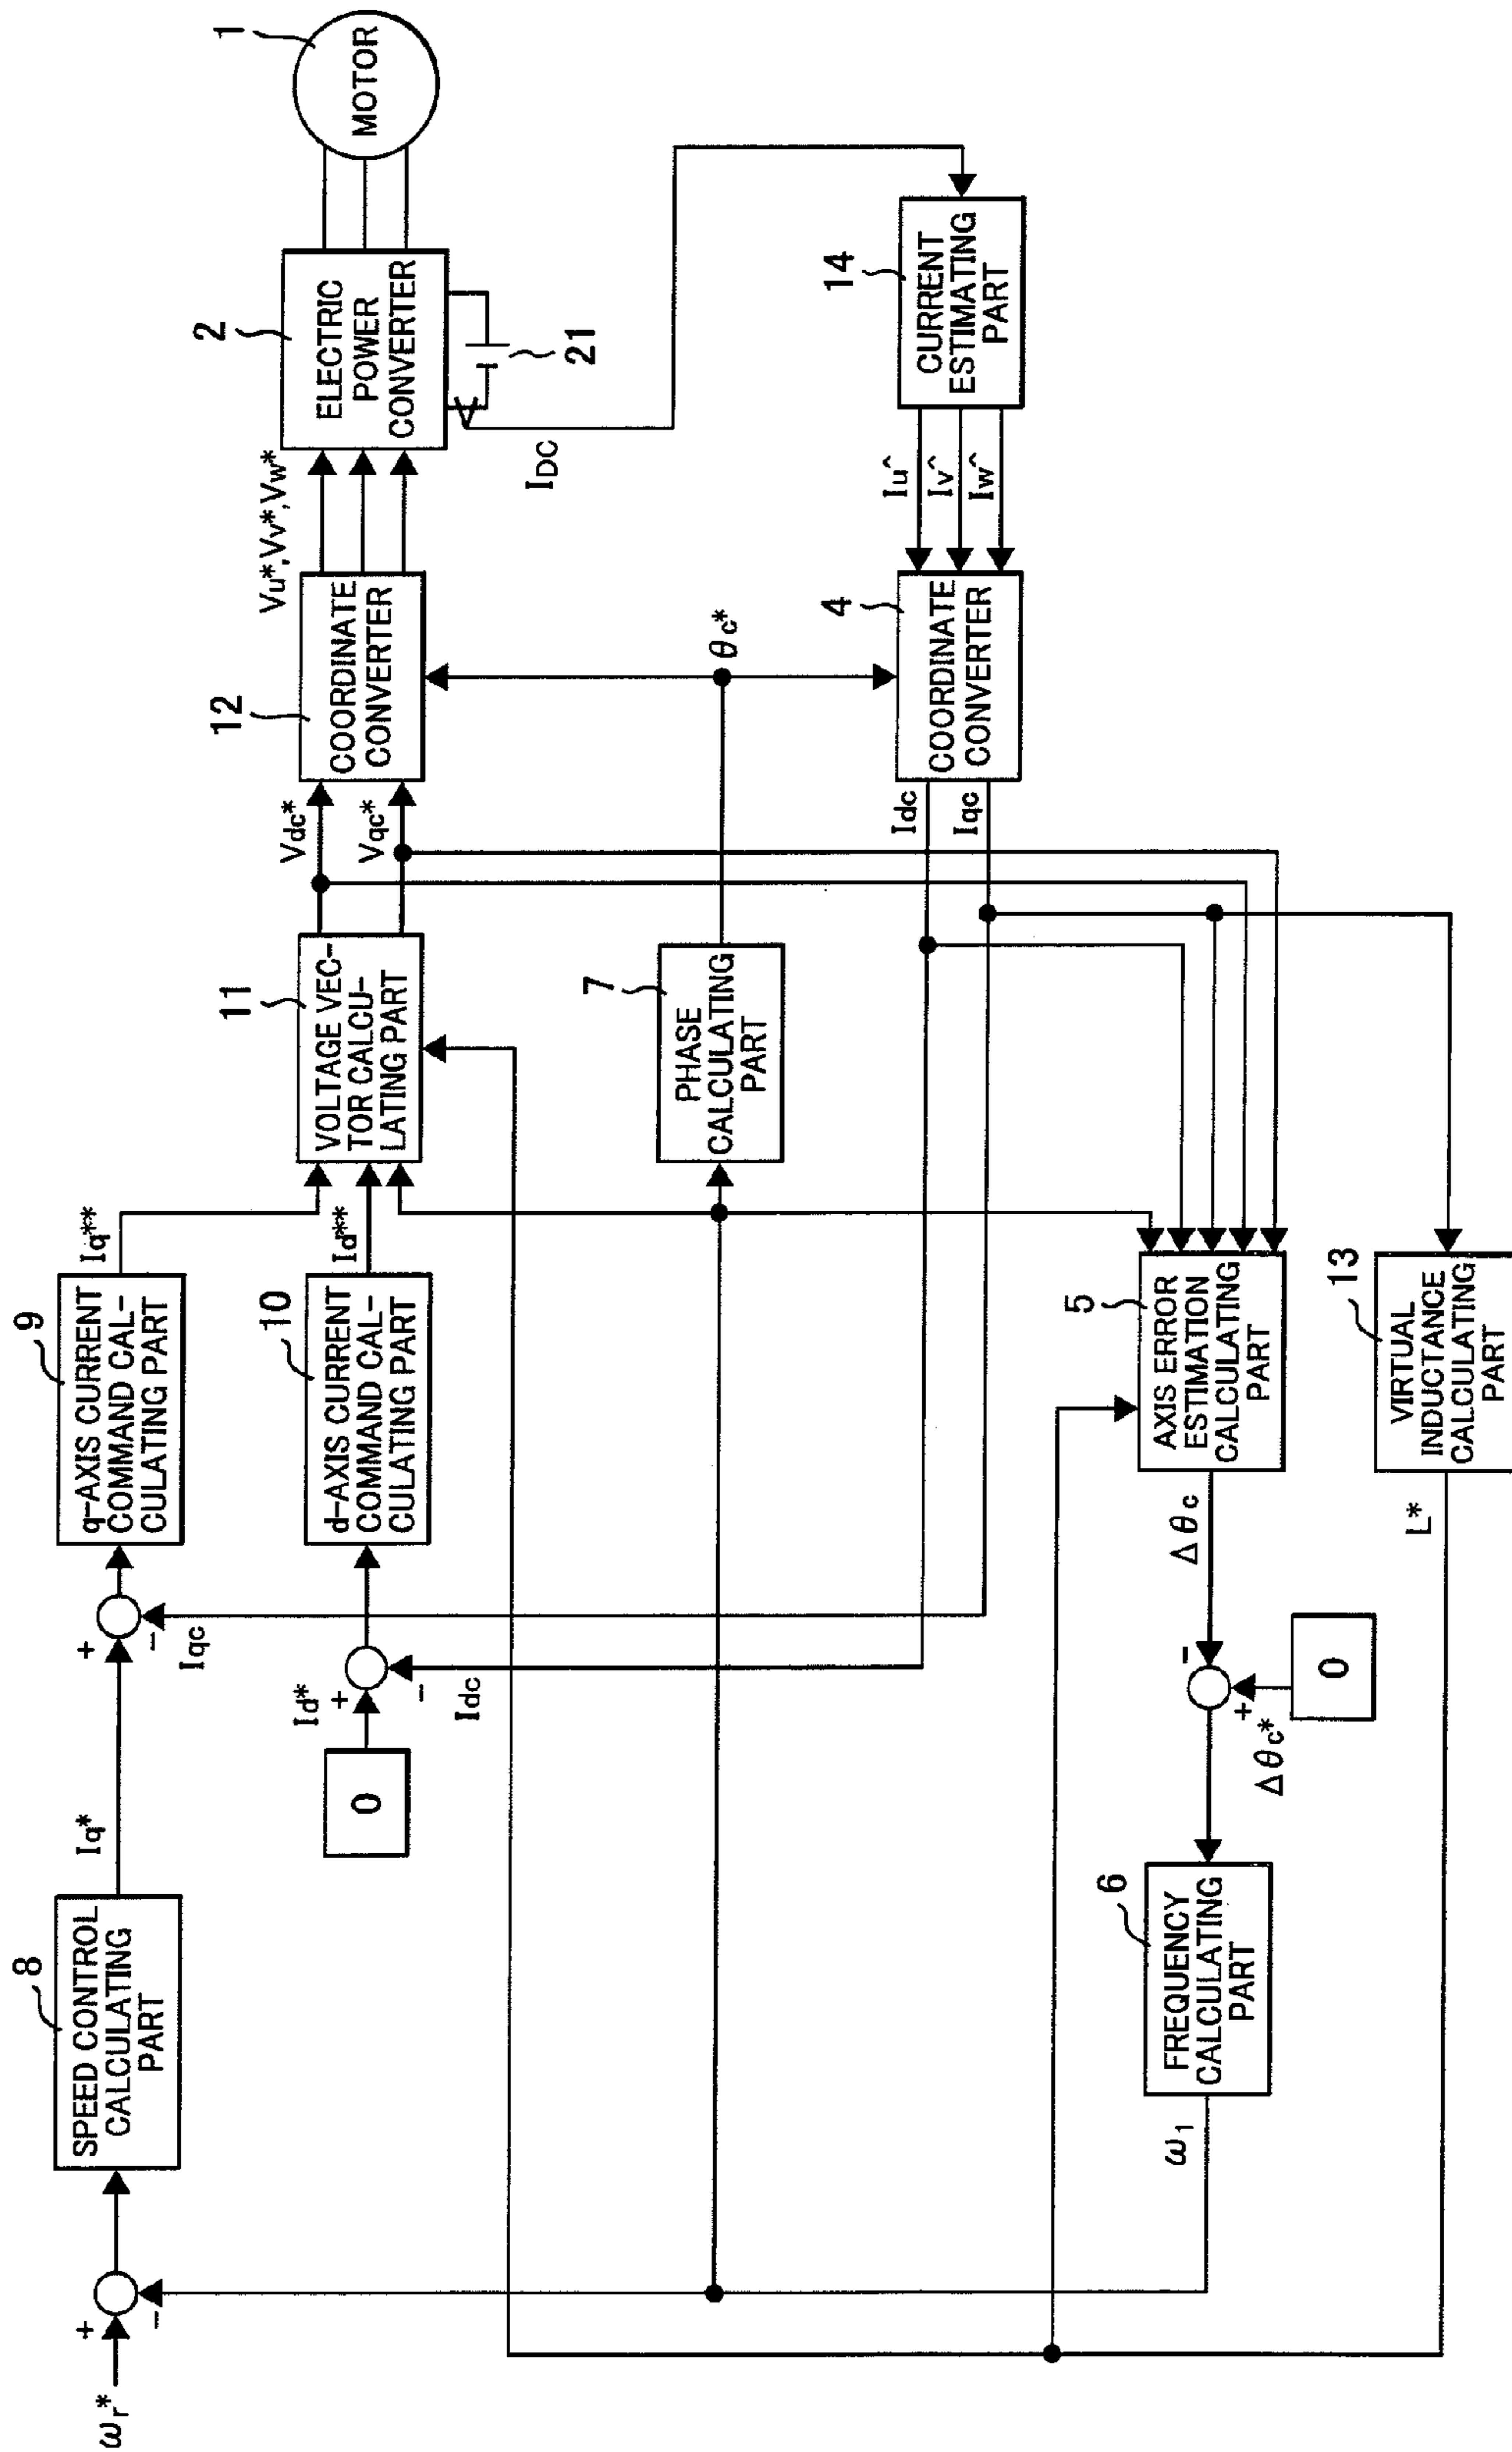 ωr*
+
−
8
SPEED CONTROL
CALCULATING
PART
Iq*
+
−
Iqc
9
q-AXIS CURRENT
COMMAND CAL-
CULATING PART
Iq**
0
Id*
+
−
Idc
10
d-AXIS CURRENT
COMMAND CAL-
CULATING PART
Id**
11
VOLTAGE VEC-
TOR CALCU-
LATING PART
Vdc*
Vqc*
12
COORDINATE
CONVERTER
Vu*,Vv*,Vw*
2
ELECTRIC
POWER
CONVERTER
21
IDC
1
MOTOR
7
PHASE
CALCULATING
PART
θc*
14
CURRENT
ESTIMATING
PART
Iu^
Iv^
Iw^
4
COORDINATE
CONVERTER
Idc
Iqc
5
AXIS ERROR
ESTIMATION
CALCULATING
PART
Δθc
−
+
Δθc*
0
6
FREQUENCY
CALCULATING
PART
ω1
13
VIRTUAL
INDUCTANCE
CALCULATING
PART
L*